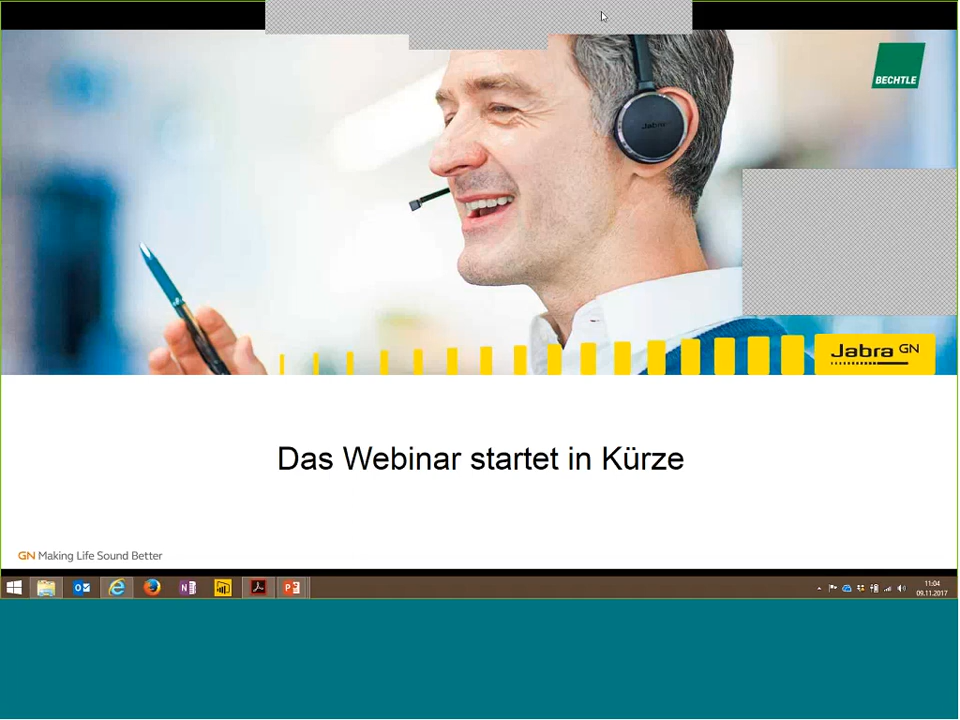 BECHTLE
Jabra
Jabra GN
Das Webinar startet in Kürze
GN Making Life Sound Better
11:04
09.11.2017